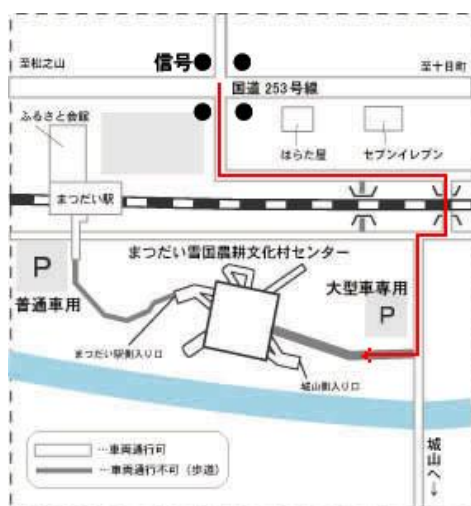 至松之山
信号
至十日町
国道 253号線
ふるさと会館
はらた屋
セブンイレブン
まつだい駅
まつだい雪国農耕文化村センター
P
普通車用
大型車専用
P
まつだい駅側入り口
城山側入り口
…車両通行可
…車両通行不可（歩道）
城山へ→